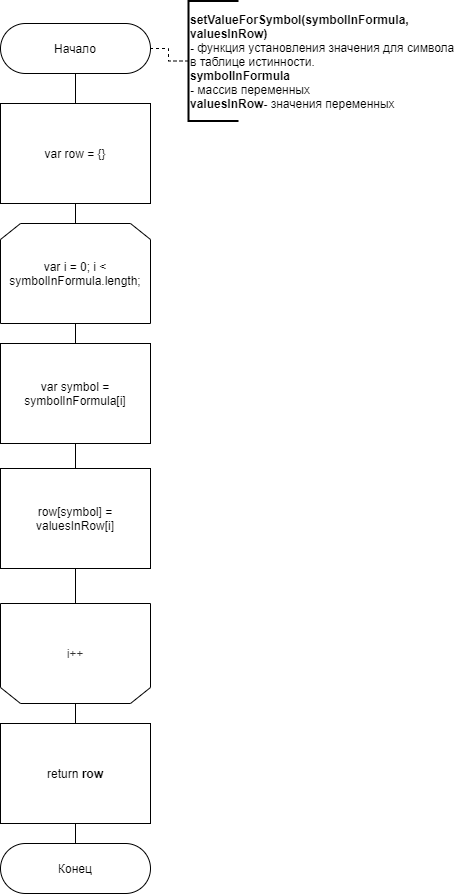 Начало
setValueForSymbol(symbolInFormula,
valuesInRow)
- функция установления значения для символа
в таблице истинности.
symbolInFormula
- массив переменных
valuesInRow- значения переменных
var row = {}
var i = 0; i <
symbolInFormula.length;
var symbol =
symbolInFormula[i]
row[symbol] =
valuesInRow[i]
i++
return row
Конец